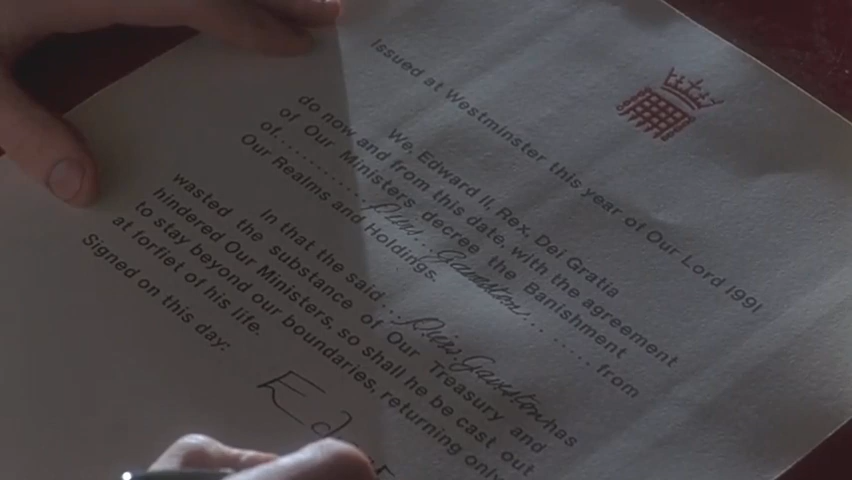 Issued at Westminster this year of Our Lord 1991
We, Edward II, Rex, Dei Gratia
do now and from this date, with the agreement
of Our Ministers decree the Banishment
of............Piers...Gaveston.........from
Our Realms and Holdings.
In that the said...Piers.Gaveston has
wasted the substance of Our Treasury and
hindered Our Ministers, so shall he be cast out
to stay beyond our boundaries, returning only
at forfiet of his life.
Signed on this day:
Ed